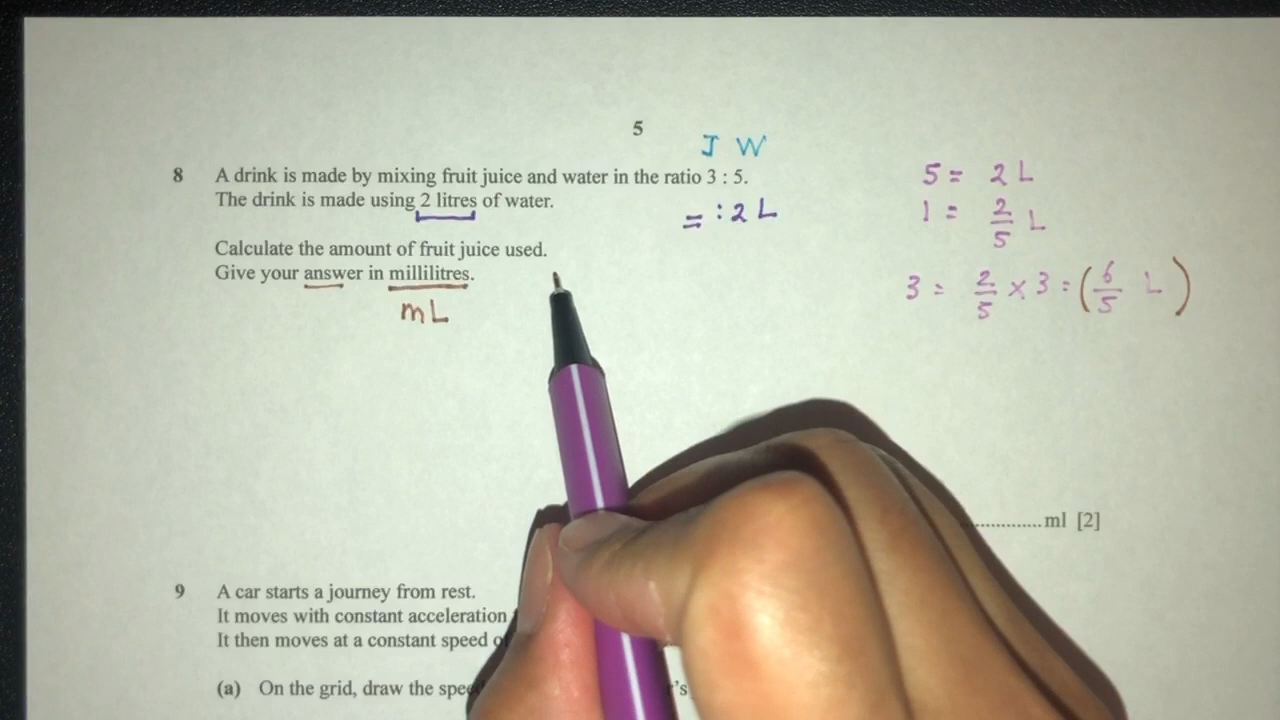 5
J W
8 A drink is made by mixing fruit juice and water in the ratio 3 : 5.
The drink is made using 2 litres of water.
= : 2 L
Calculate the amount of fruit juice used.
Give your answer in millilitres.
mL
5 = 2 L
1 = 2/5 L
3 = 2/5 × 3 = (6/5 L)
..............ml [2]
9 A car starts a journey from rest.
It moves with constant acceleration
It then moves at a constant speed
(a) On the grid, draw the
's